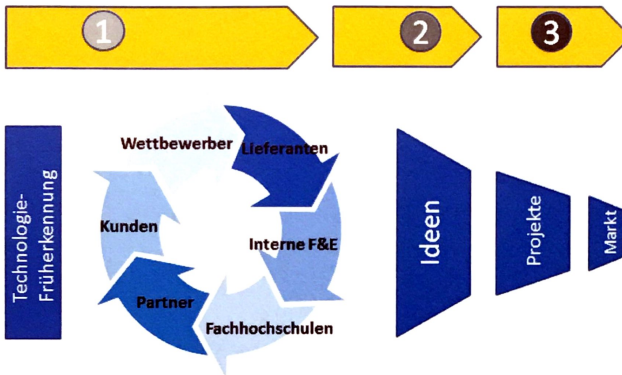 1
2
3
Technologie-
Früherkennung
Wettbewerber
Lieferanten
Kunden
Interne F&E
Partner
Fachhochschulen
Ideen
Projekte
Markt